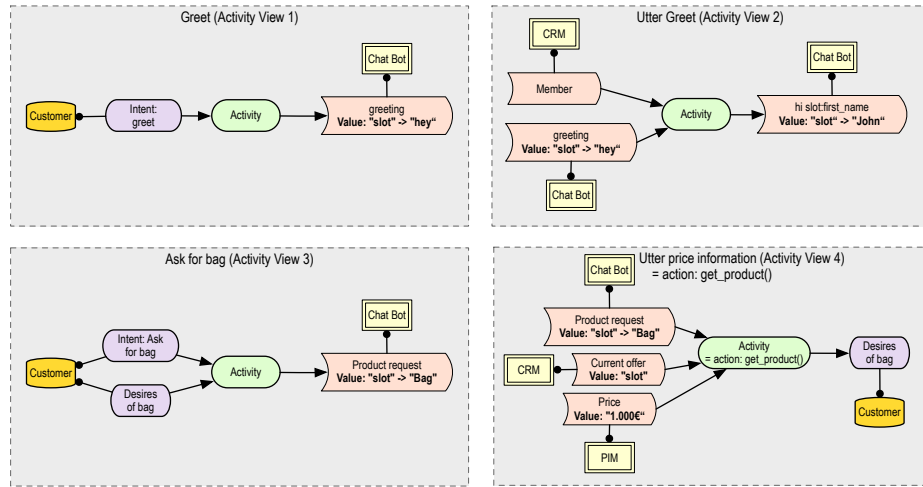 Greet (Activity View 1)
Chat Bot
Customer
Intent:
greet
Activity
greeting
Value: "slot" -> "hey“
Utter Greet (Activity View 2)
CRM
Member
Chat Bot
Activity
hi slot:first_name
Value: "slot“ -> "John“
greeting
Value: "slot" -> "hey“
Chat Bot
Ask for bag (Activity View 3)
Chat Bot
Intent: Ask
for bag
Customer
Activity
Product request
Value: "slot" -> "Bag"
Desires
of bag
Utter price information (Activity View 4)
= action: get_product()
Chat Bot
Product request
Value: "slot" -> "Bag"
Activity
= action: get_product()
Desires
of bag
CRM
Current offer
Value: "slot"
Price
Value: "1.000€“
Customer
PIM